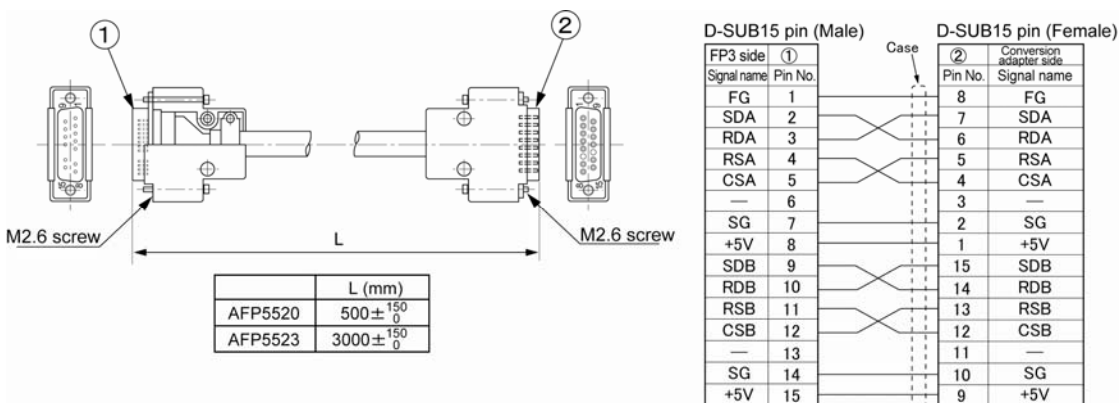 ①
②
M2.6 screw
L
M2.6 screw
L (mm)
AFP5520 500±150 0
AFP5523 3000±150 0
D-SUB15 pin (Male) D-SUB15 pin (Female)
Case
FP3 side ① ② Conversion adapter side
Signal name Pin No. Pin No. Signal name
FG 1 8 FG
SDA 2 7 SDA
RDA 3 6 RDA
RSA 4 5 RSA
CSA 5 4 CSA
— 6 3 —
SG 7 2 SG
+5V 8 1 +5V
SDB 9 15 SDB
RDB 10 14 RDB
RSB 11 13 RSB
CSB 12 12 CSB
— 13 11 —
SG 14 10 SG
+5V 15 9 +5V